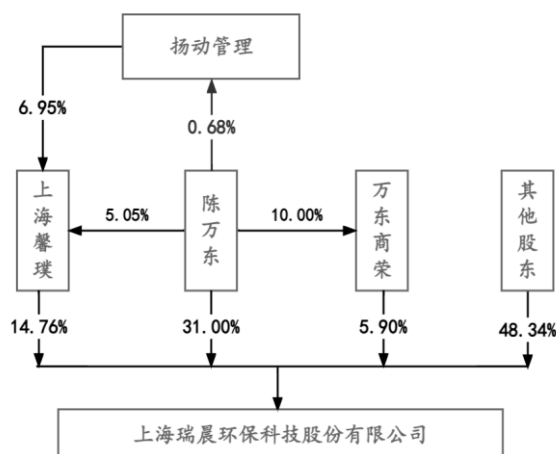 扬动管理
6.95%
0.68%
上海馨璞
5.05%
陈万东
10.00%
万东商荣
其他股东
14.76%
31.00%
5.90%
48.34%
上海瑞晨环保科技股份有限公司